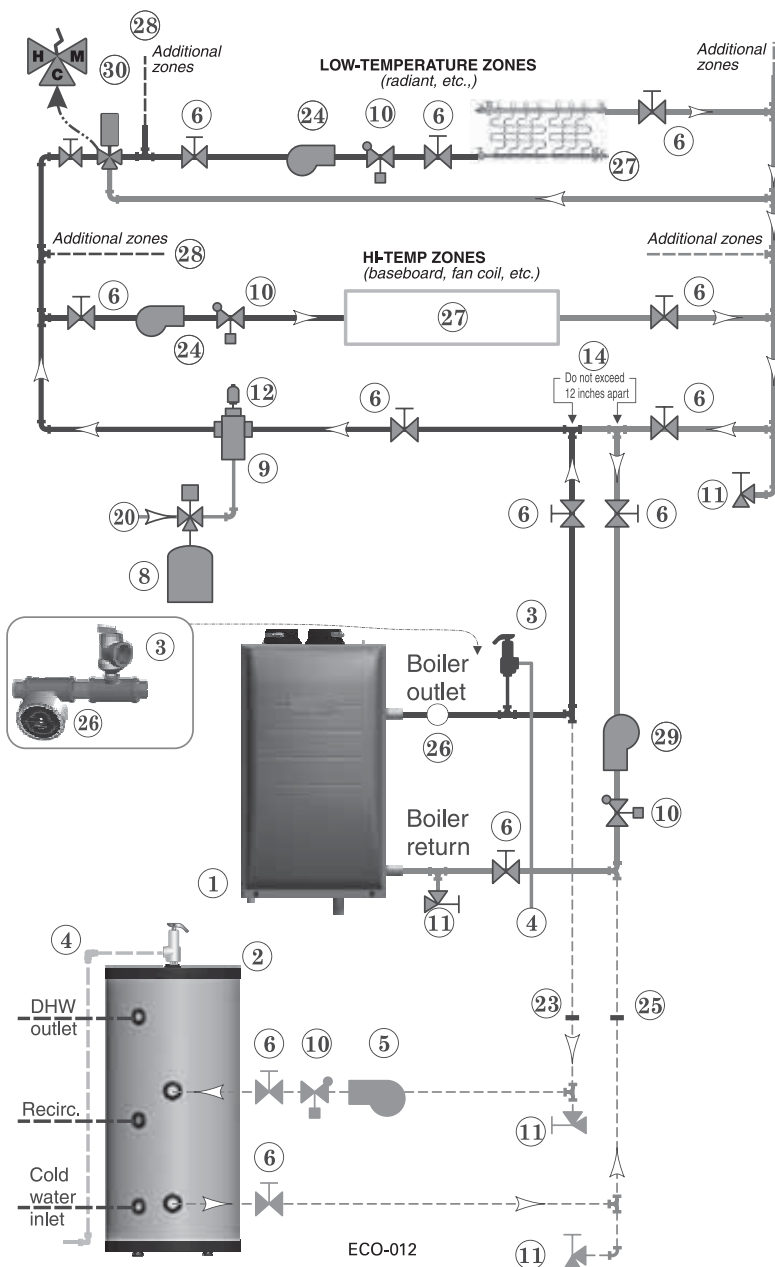 28
H M
C
30
Additional
zones
LOW-TEMPERATURE ZONES
(radiant, etc.,)
Additional
zones
6
24
10
6
6
27
Additional zones
28
HI-TEMP ZONES
(baseboard, fan coil, etc.)
Additional zones
6
10
6
27
24
14
Do not exceed
12 inches apart
12
6
6
9
11
20
6
6
8
3
3
Boiler
outlet
26
26
29
10
Boiler
return
6
1
11
4
4
2
DHW
outlet
23
25
6
10
5
Recirc.
11
6
Cold
water
inlet
ECO-012
11